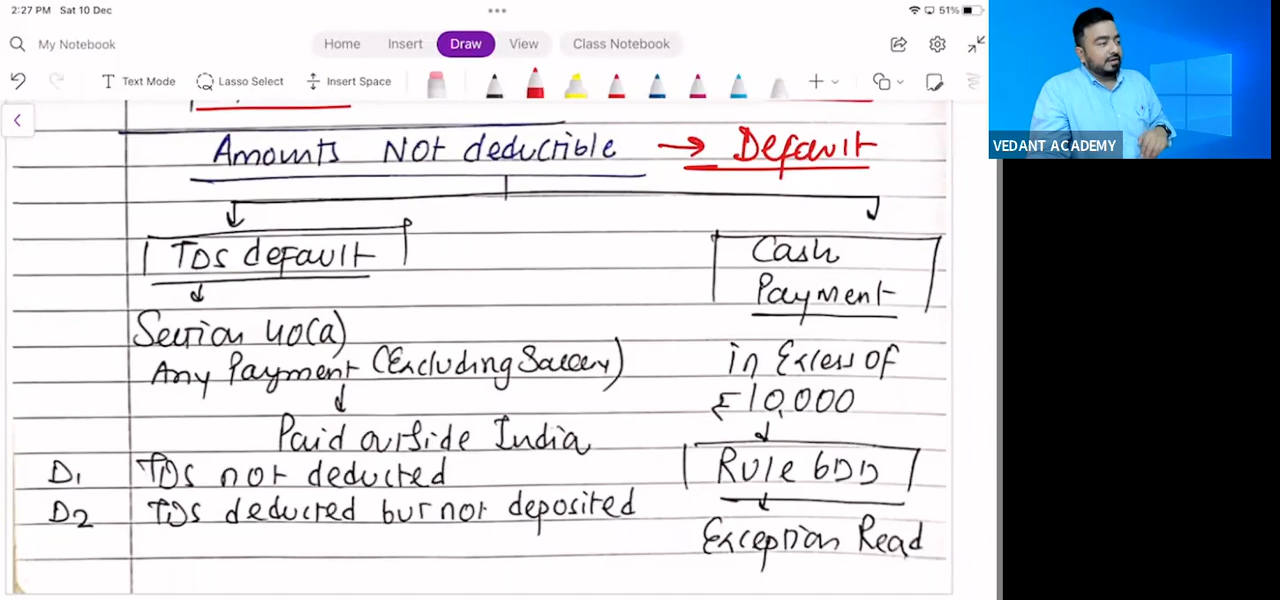 2:27 PM Sat 10 Dec
51%
My Notebook
Home Insert Draw View Class Notebook
Text Mode Lasso Select Insert Space
VEDANT ACADEMY
Amounts NOT deducrible → Default
TDS default
Cash
Payment
Section 40(a)
Any Payment (Excluding Salary)
in Excess of
₹10,000
Paid outside India
D1 TDS not deducted
Rule 6DD
D2 TDS deducted but not deposited
Exception Read